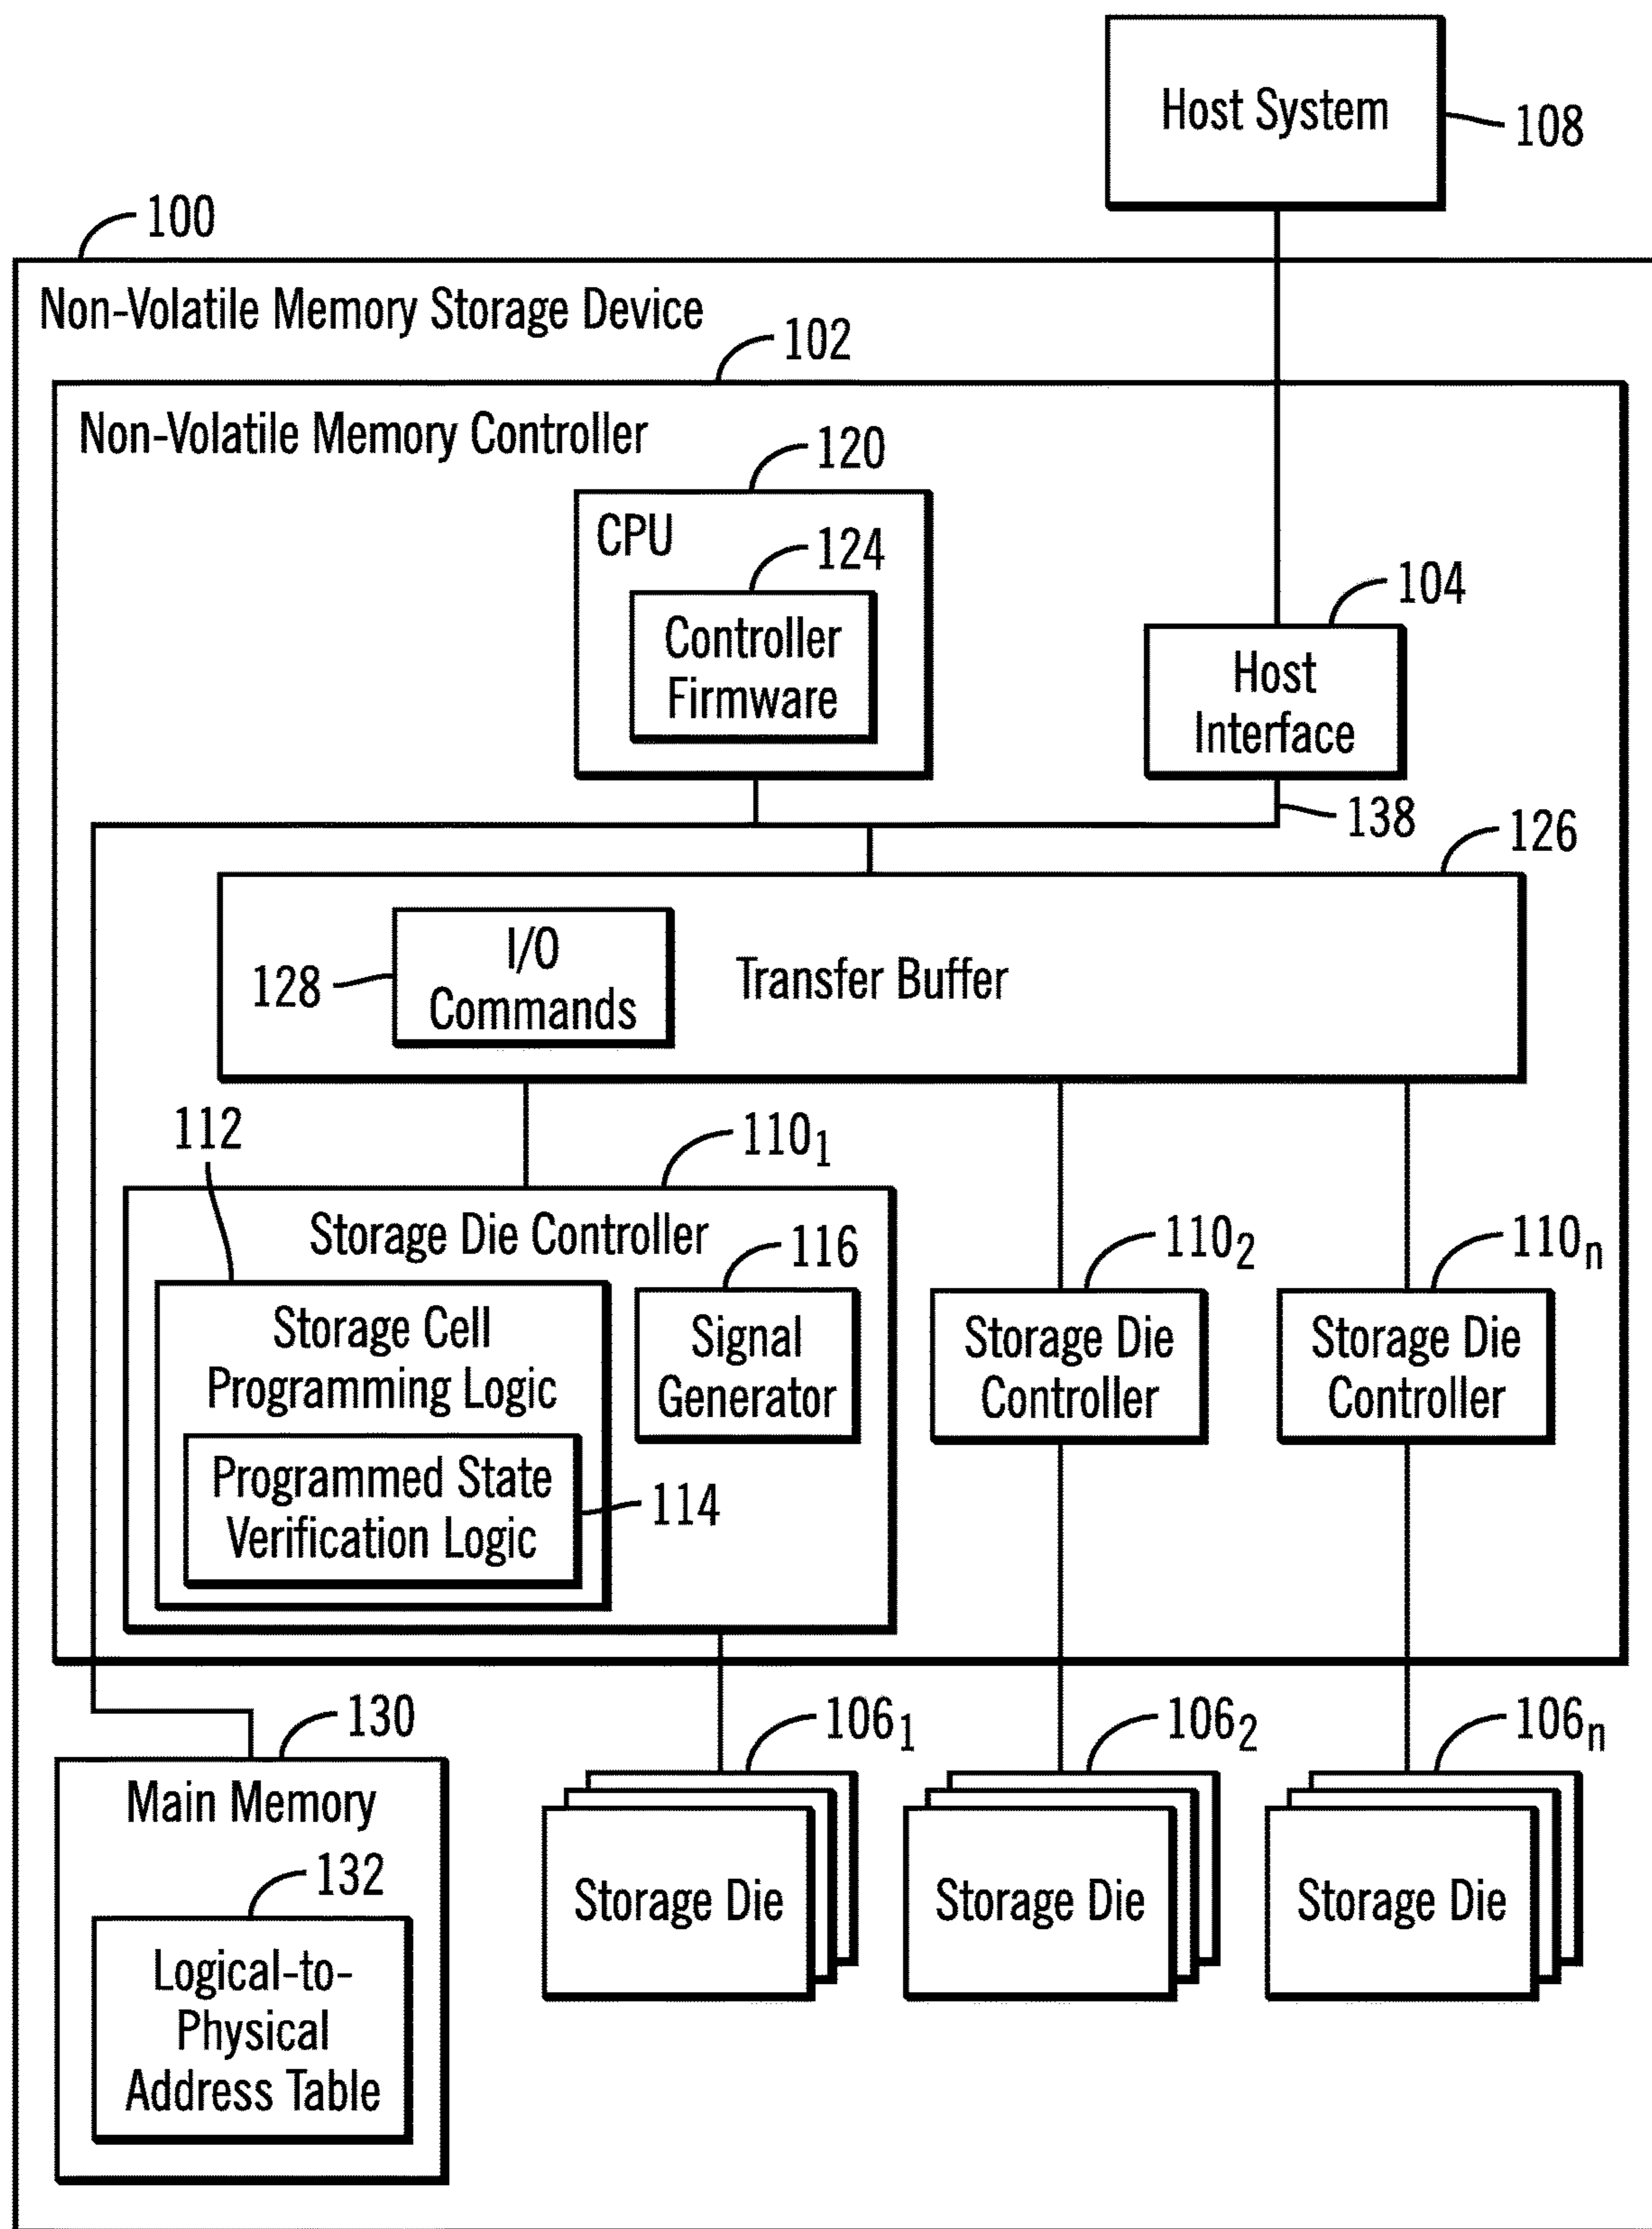 Host System
108
100
Non-Volatile Memory Storage Device
102
Non-Volatile Memory Controller
120
CPU
124
Controller
Firmware
104
Host
Interface
138
126
I/O
Commands
128
Transfer Buffer
112
110₁
Storage Die Controller
116
Storage Cell
Programming Logic
Signal
Generator
Programmed State
Verification Logic
114
110₂
Storage Die
Controller
110ₙ
Storage Die
Controller
130
Main Memory
132
Logical-to-
Physical
Address Table
106₁
Storage Die
106₂
Storage Die
106ₙ
Storage Die